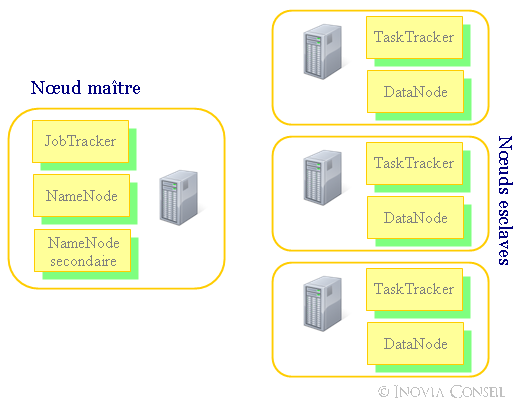 Nœud maître
JobTracker
NameNode
NameNode
secondaire
TaskTracker
DataNode
TaskTracker
DataNode
TaskTracker
DataNode
Nœuds esclaves
© Inovia Conseil